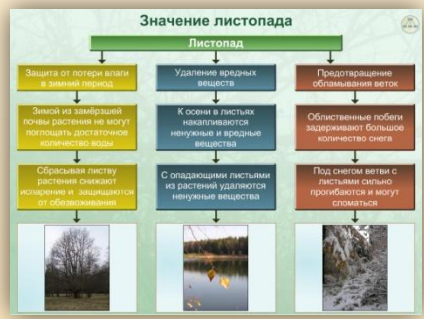 Значение листопада
Листопад
Защита от потери влаги
в зимний период
Удаление вредных
веществ
Предотвращение
обламывания веток
Зимой из замёрзшей
почвы растения не могут
поглощать достаточное
количество воды
К осени в листьях
накапливаются
ненужные и вредные
вещества
Облиственные побеги
задерживают большое
количество снега
Сбрасывая листву
растения снижают
испарение и защищаются
от обезвоживания
С опадающими листьями
из растений удаляются
ненужные вещества
Под снегом ветви с
листьями сильно
прогибаются и могут
сломаться